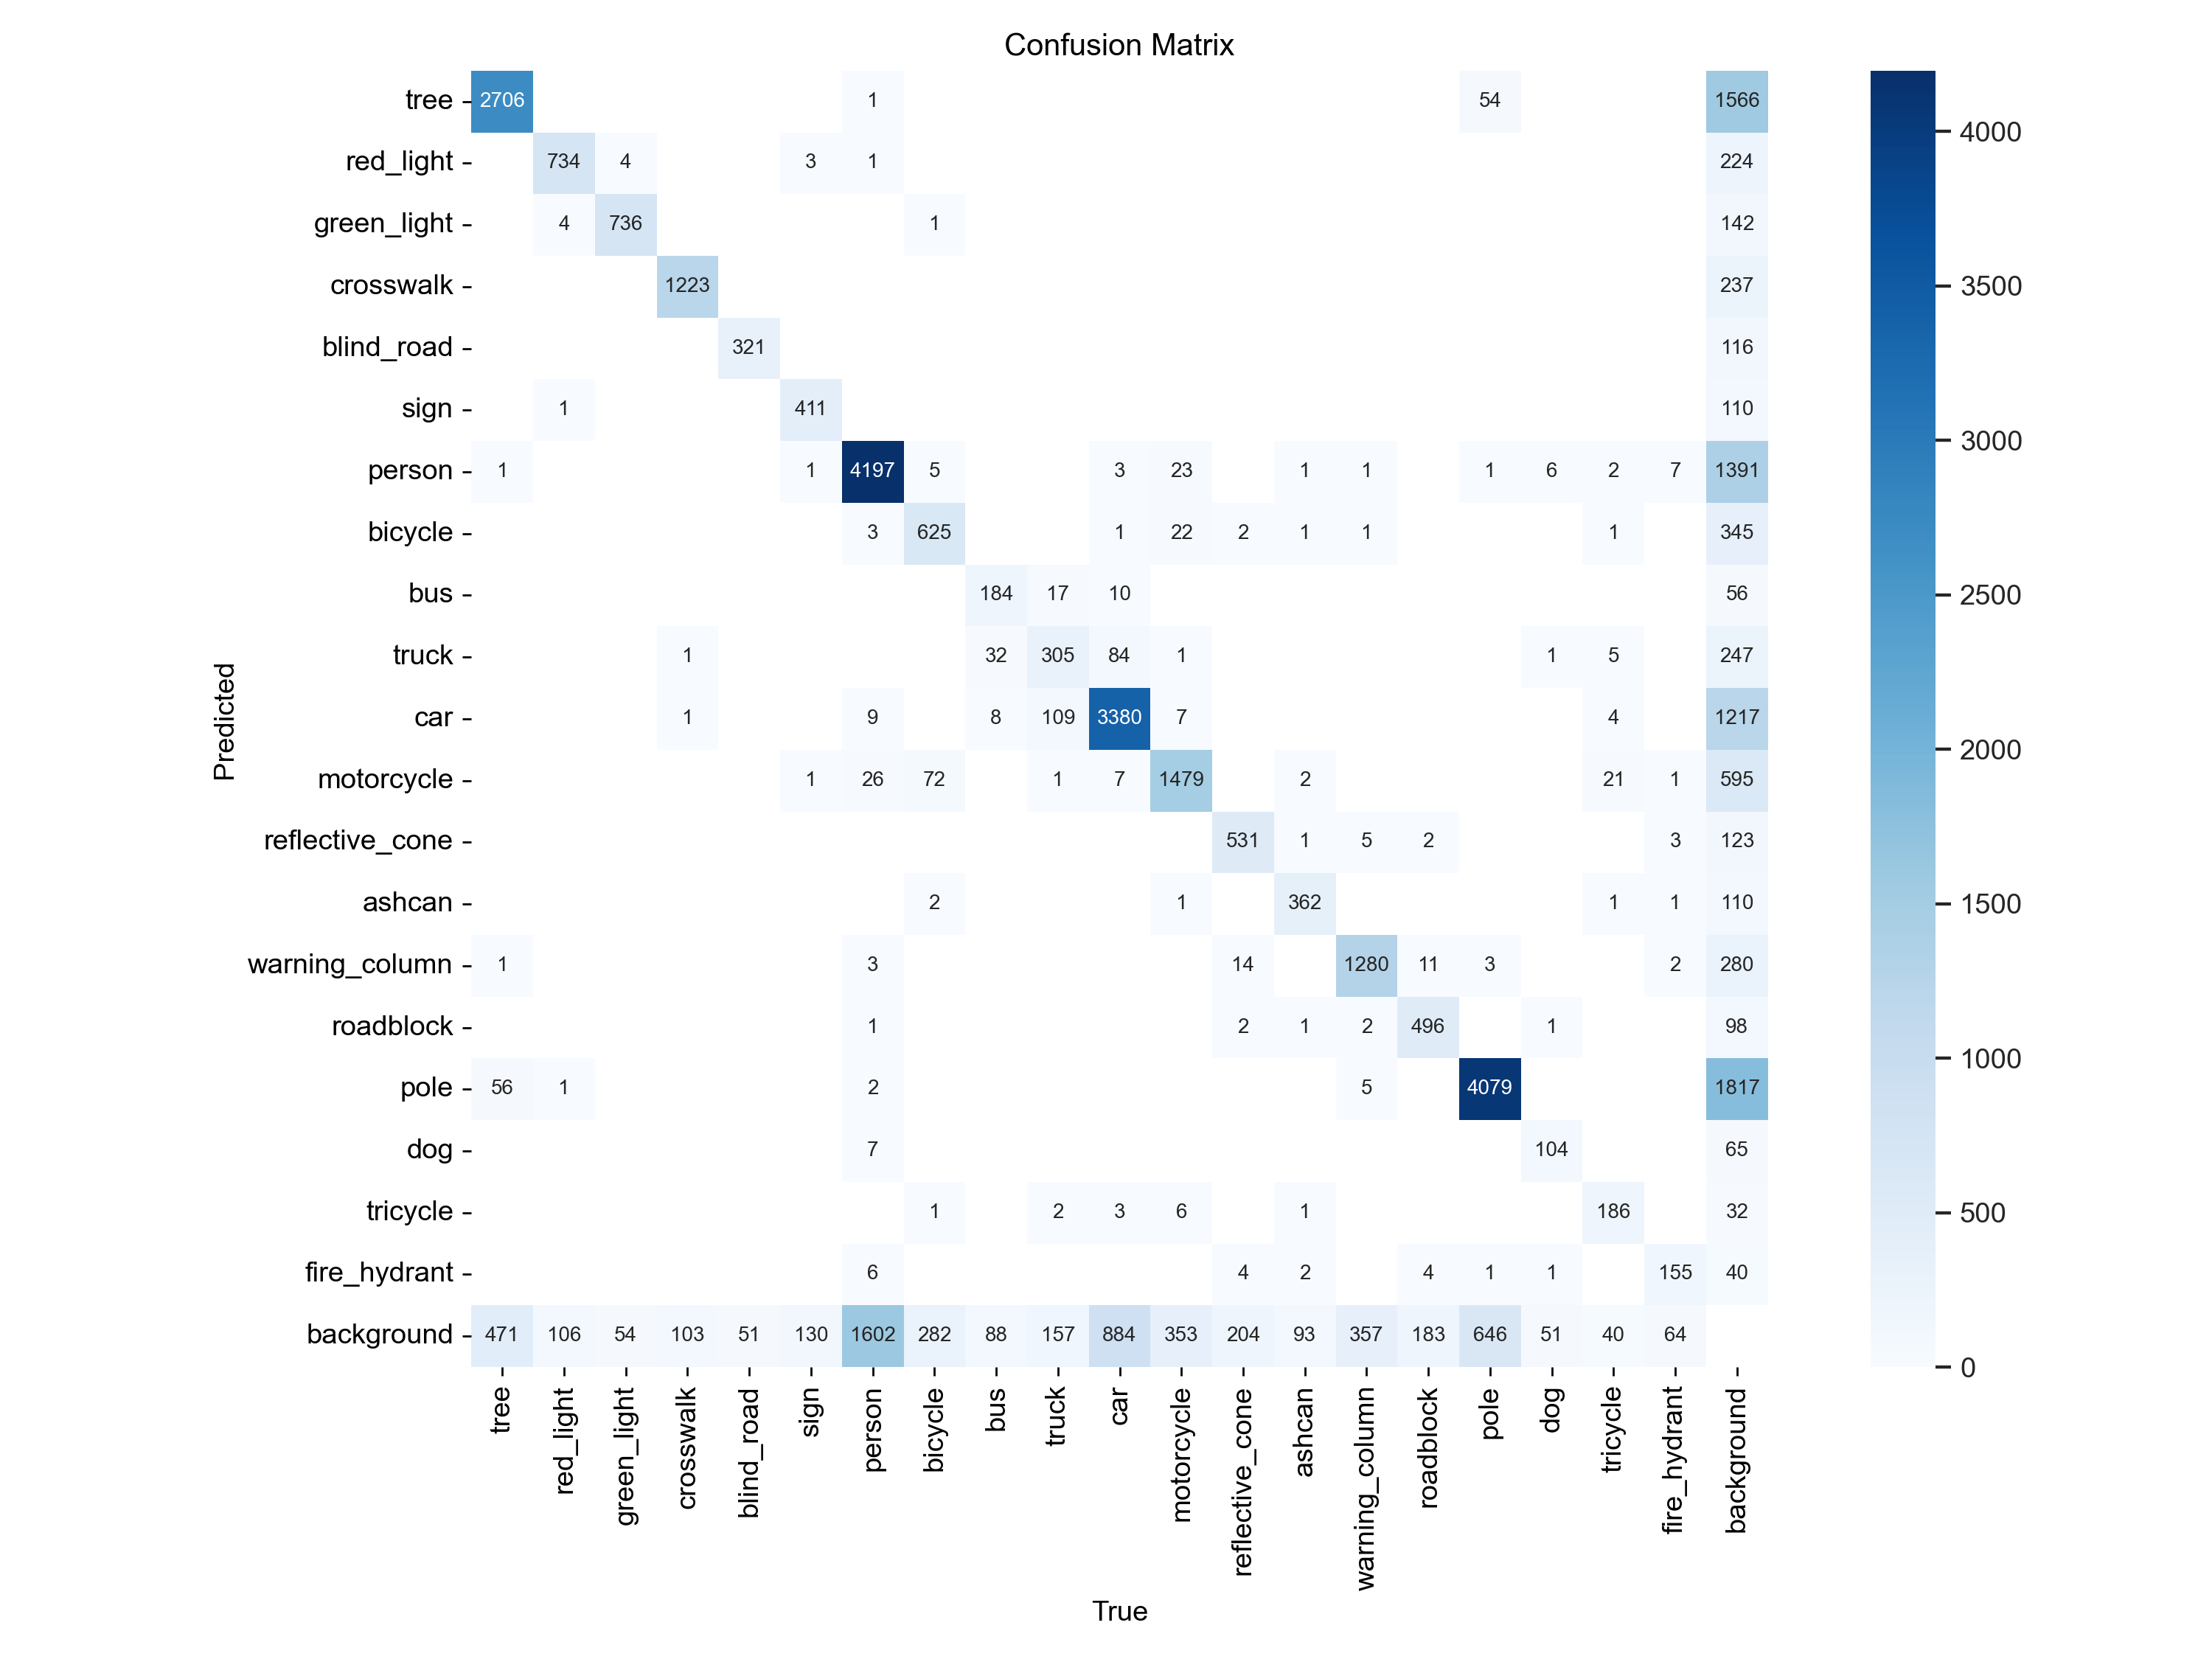 Confusion Matrix
tree 2706 1 54 1566
red_light 734 4 3 1 224
green_light 4 736 1 142
crosswalk 1223 237
blind_road 321 116
sign 1 411 110
person 1 1 4197 5 3 23 1 1 1 6 2 7 1391
bicycle 3 625 1 22 2 1 1 1 345
bus 184 17 10 56
truck 1 32 305 84 1 1 5 247
car 1 9 8 109 3380 7 4 1217
motorcycle 1 26 72 1 7 1479 2 21 1 595
reflective_cone 531 1 5 2 3 123
ashcan 2 1 362 1 1 110
warning_column 1 3 14 1280 11 3 2 280
roadblock 1 2 1 2 496 1 98
pole 56 1 2 5 4079 1817
dog 7 104 65
tricycle 1 2 3 6 1 186 32
fire_hydrant 6 4 2 4 1 1 155 40
background 471 106 54 103 51 130 1602 282 88 157 884 353 204 93 357 183 646 51 40 64
tree red_light green_light crosswalk blind_road sign person bicycle bus truck car motorcycle reflective_cone ashcan warning_column roadblock pole dog tricycle fire_hydrant background
True
Predicted
4000
3500
3000
2500
2000
1500
1000
500
0